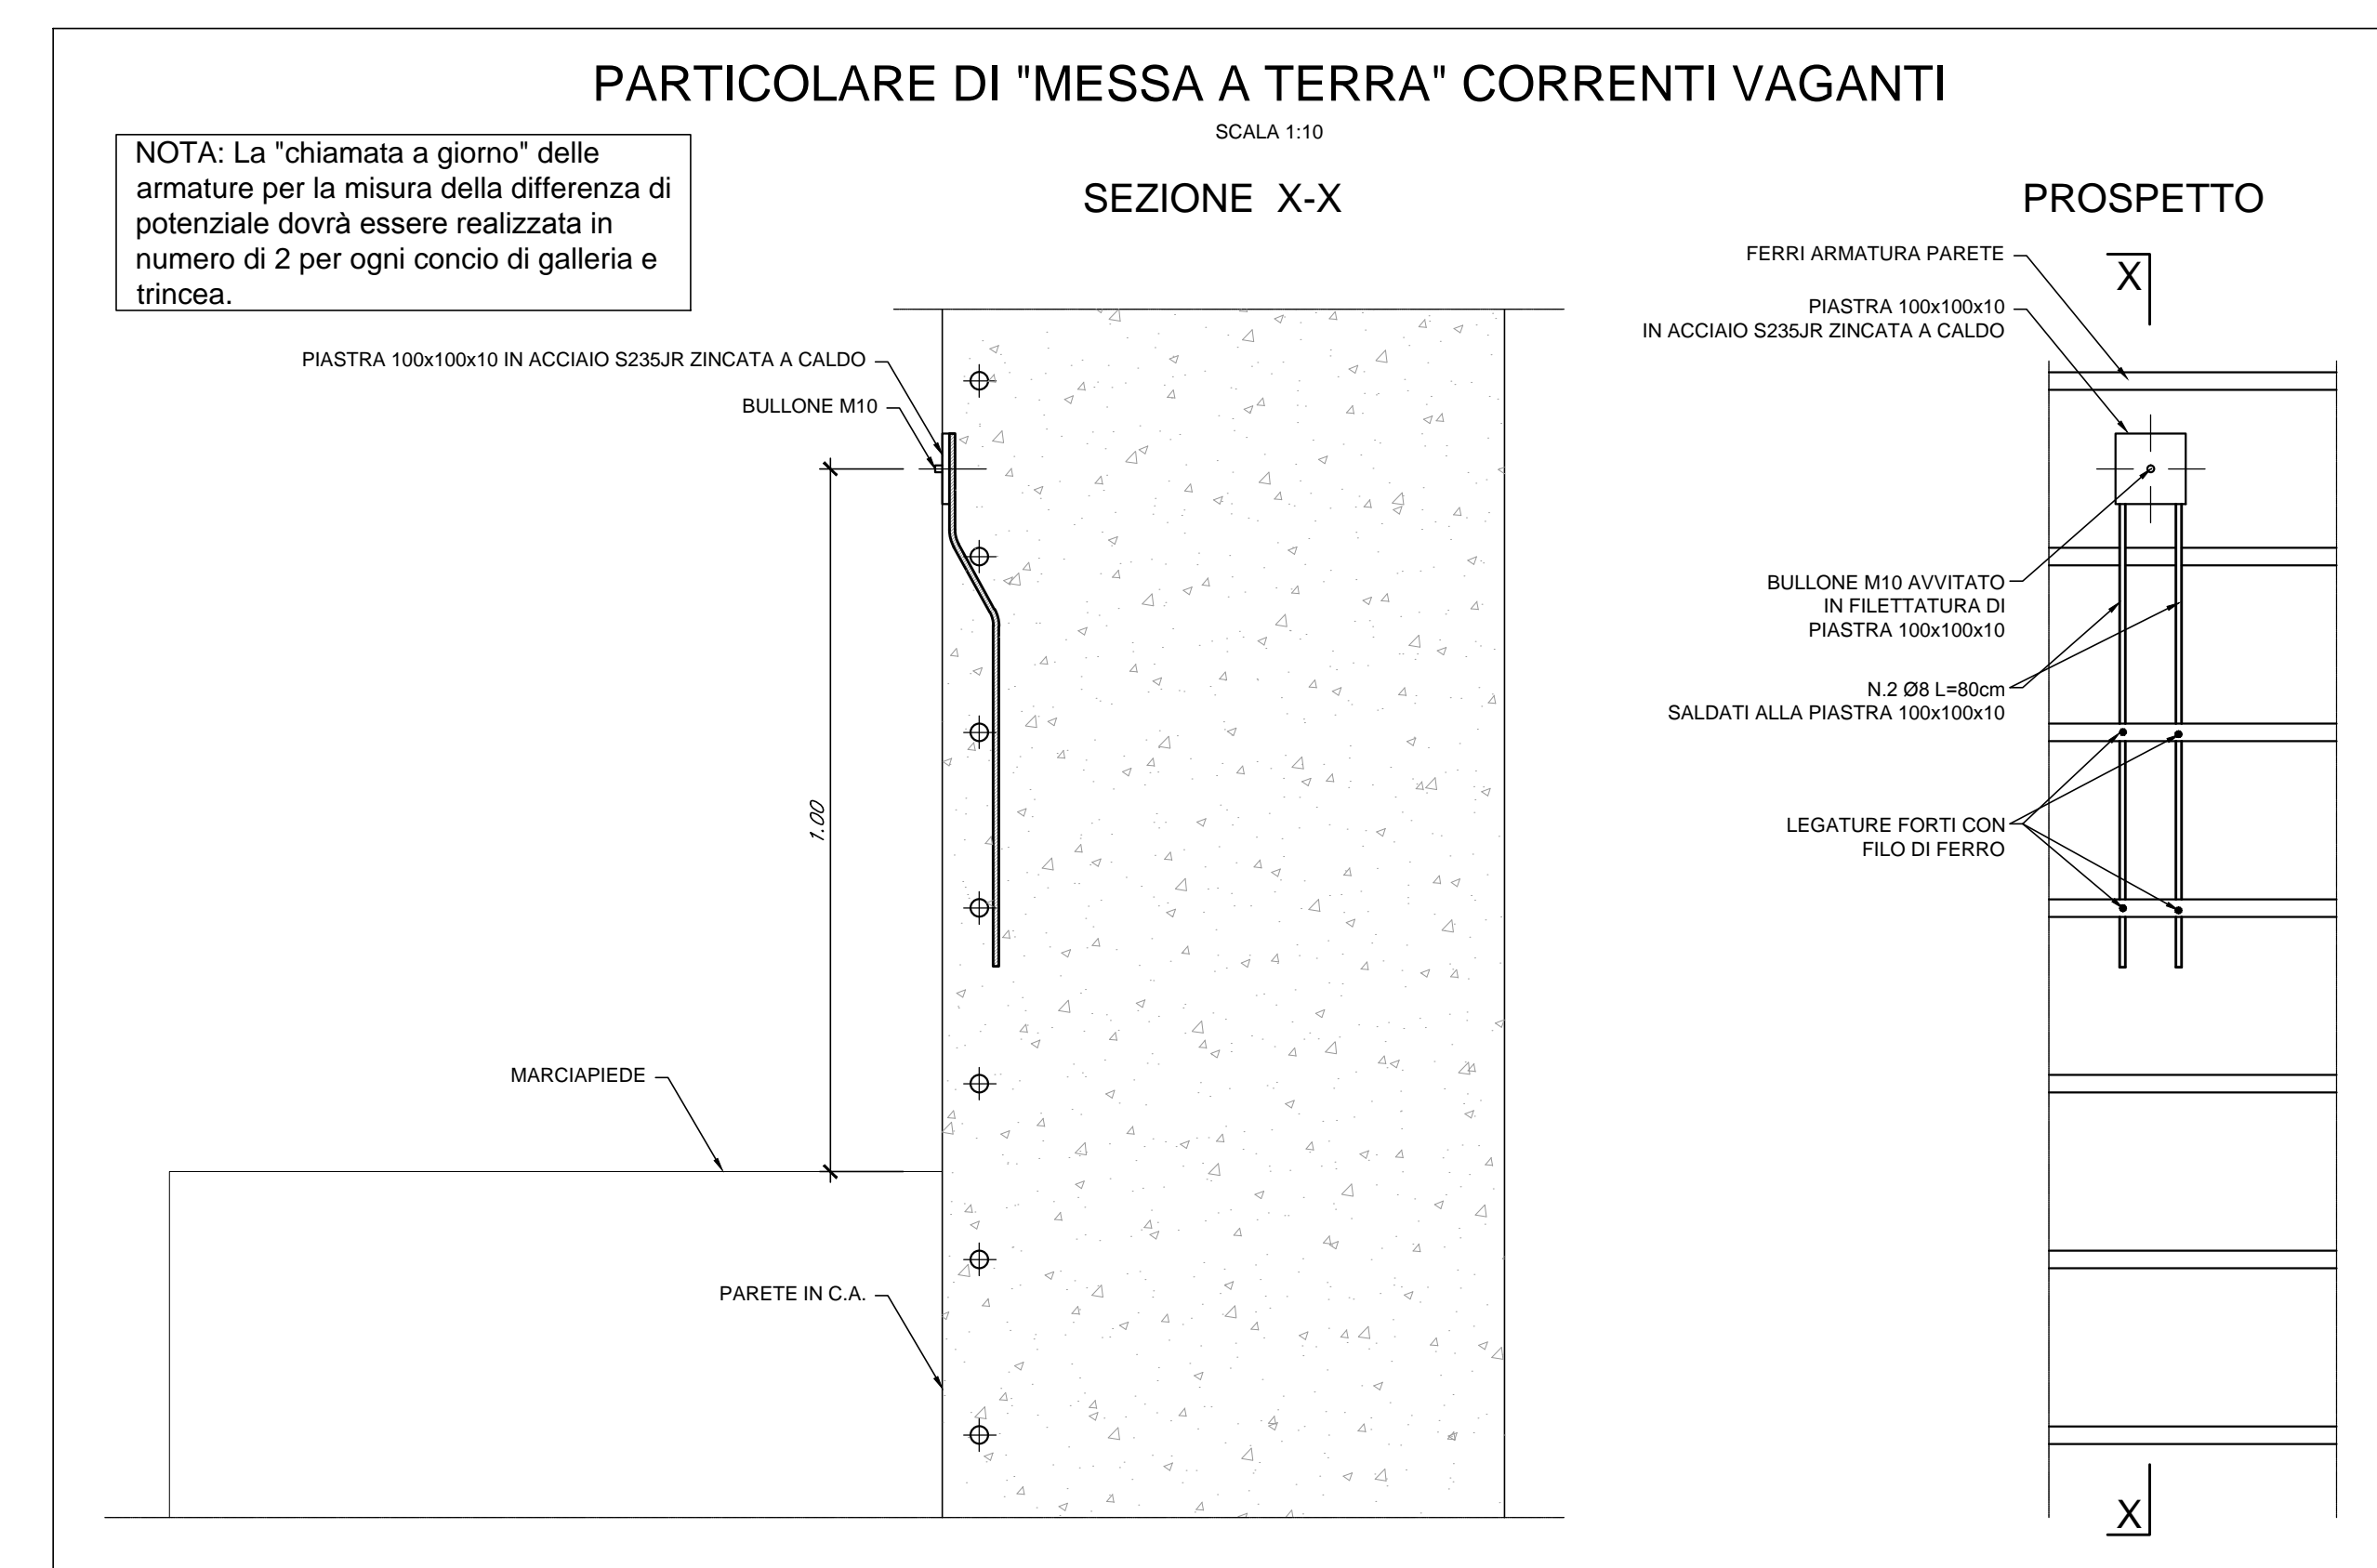 PARTICOLARE DI "MESSA A TERRA" CORRENTI VAGANTI
SCALA 1:10
NOTA: La "chiamata a giorno" delle
armature per la misura della differenza di
potenziale dovrà essere realizzata in
numero di 2 per ogni concio di galleria e
trincea.
SEZIONE X-X
PIASTRA 100x100x10 IN ACCIAIO S235JR ZINCATA A CALDO
BULLONE M10
1.00
MARCIAPIEDE
PARETE IN C.A.
PROSPETTO
X
FERRI ARMATURA PARETE
PIASTRA 100x100x10
IN ACCIAIO S235JR ZINCATA A CALDO
BULLONE M10 AVVITATO
IN FILETTATURA DI
PIASTRA 100x100x10
N.2 Ø8 L=80cm
SALDATI ALLA PIASTRA 100x100x10
LEGATURE FORTI CON
FILO DI FERRO
X